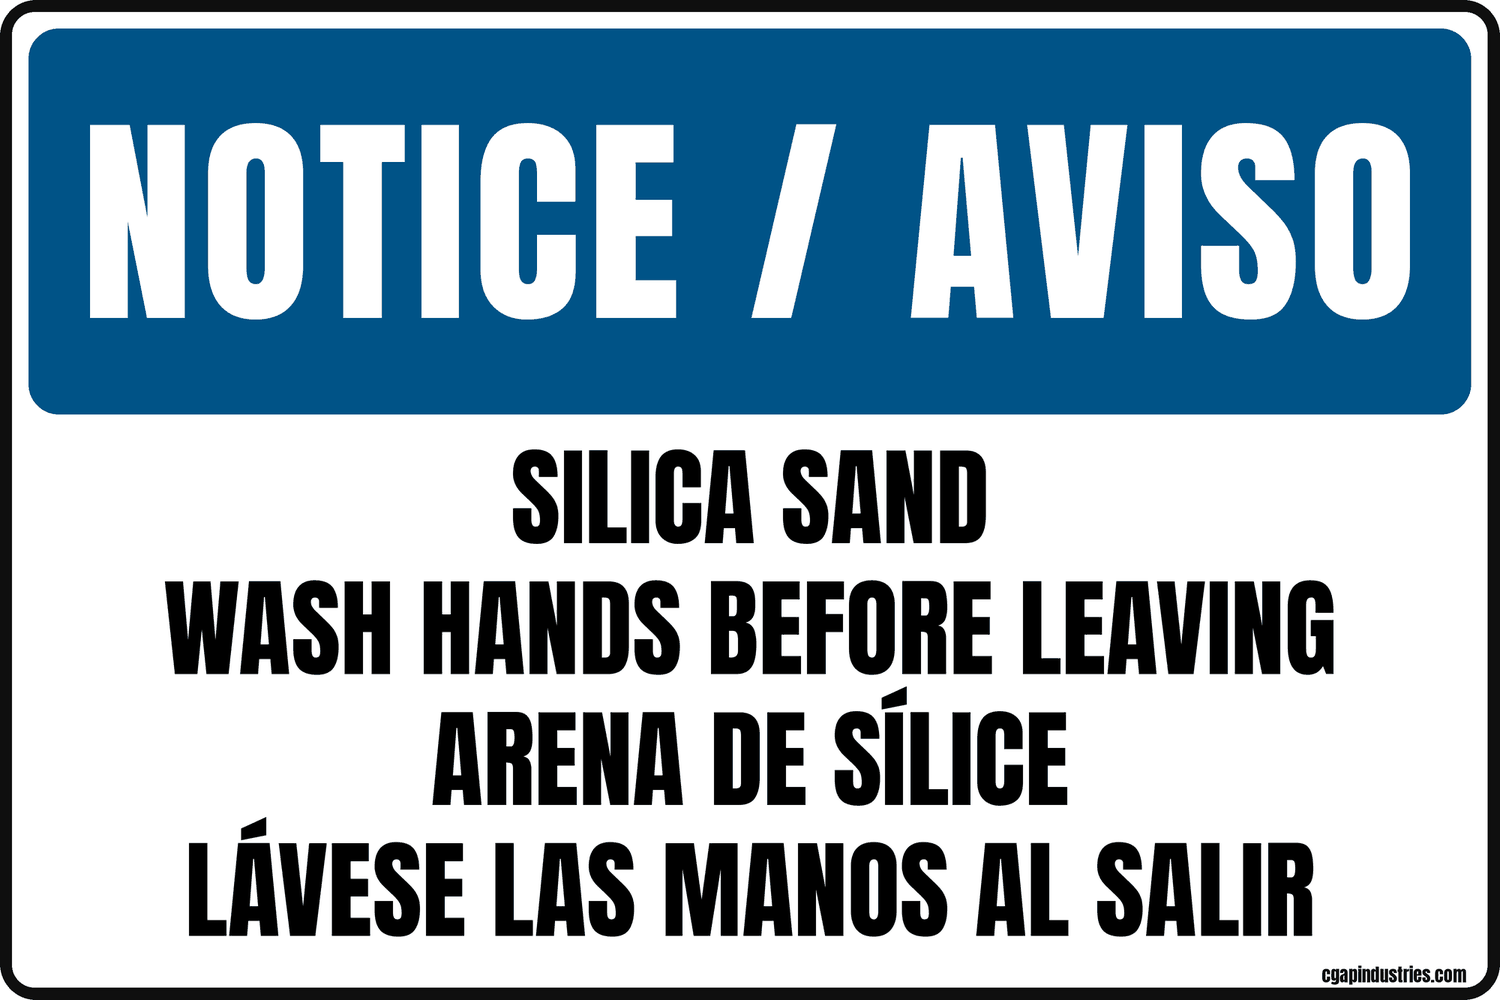 NOTICE / AVISO
SILICA SAND
WASH HANDS BEFORE LEAVING
ARENA DE SÍLICE
LÁVESE LAS MANOS AL SALIR
cgapindustries.com